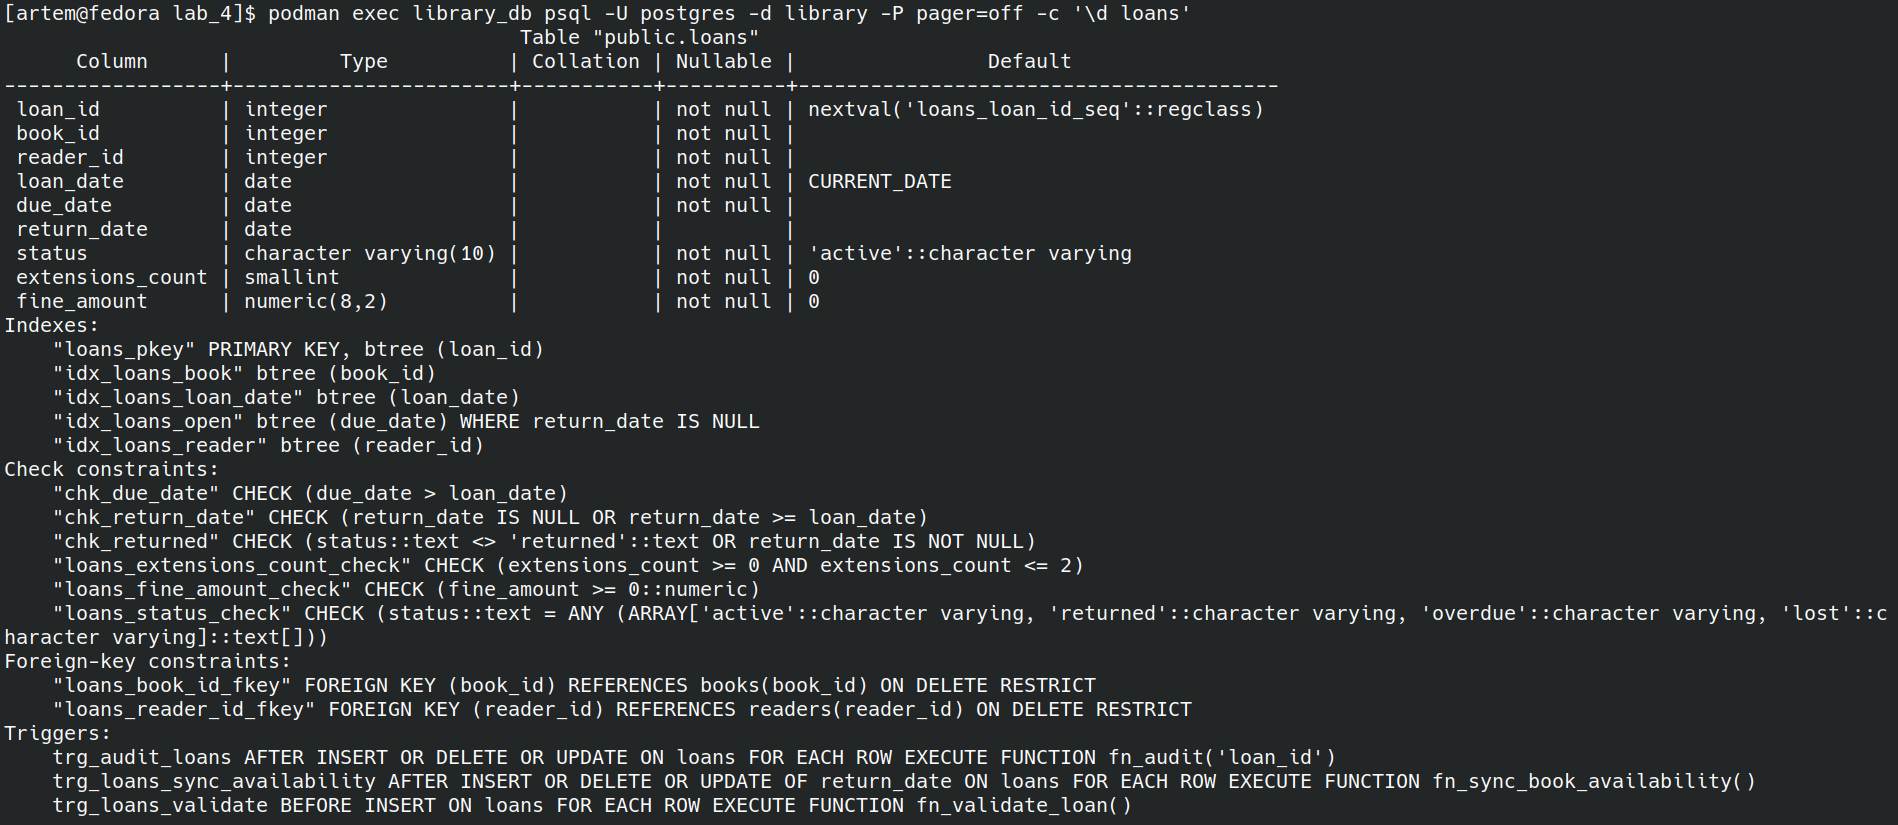 [artem@fedora lab_4]$ podman exec library_db psql -U postgres -d library -P pager=off -c '\d loans'
                                           Table "public.loans"
      Column      |         Type          | Collation | Nullable |                Default
------------------+-----------------------+-----------+----------+----------------------------------------
 loan_id          | integer               |           | not null | nextval('loans_loan_id_seq'::regclass)
 book_id          | integer               |           | not null |
 reader_id        | integer               |           | not null |
 loan_date        | date                  |           | not null | CURRENT_DATE
 due_date         | date                  |           | not null |
 return_date      | date                  |           |          |
 status           | character varying(10) |           | not null | 'active'::character varying
 extensions_count | smallint              |           | not null | 0
 fine_amount      | numeric(8,2)          |           | not null | 0
Indexes:
    "loans_pkey" PRIMARY KEY, btree (loan_id)
    "idx_loans_book" btree (book_id)
    "idx_loans_loan_date" btree (loan_date)
    "idx_loans_open" btree (due_date) WHERE return_date IS NULL
    "idx_loans_reader" btree (reader_id)
Check constraints:
    "chk_due_date" CHECK (due_date > loan_date)
    "chk_return_date" CHECK (return_date IS NULL OR return_date >= loan_date)
    "chk_returned" CHECK (status::text <> 'returned'::text OR return_date IS NOT NULL)
    "loans_extensions_count_check" CHECK (extensions_count >= 0 AND extensions_count <= 2)
    "loans_fine_amount_check" CHECK (fine_amount >= 0::numeric)
    "loans_status_check" CHECK (status::text = ANY (ARRAY['active'::character varying, 'returned'::character varying, 'overdue'::character varying, 'lost'::c
haracter varying]::text[]))
Foreign-key constraints:
    "loans_book_id_fkey" FOREIGN KEY (book_id) REFERENCES books(book_id) ON DELETE RESTRICT
    "loans_reader_id_fkey" FOREIGN KEY (reader_id) REFERENCES readers(reader_id) ON DELETE RESTRICT
Triggers:
    trg_audit_loans AFTER INSERT OR DELETE OR UPDATE ON loans FOR EACH ROW EXECUTE FUNCTION fn_audit('loan_id')
    trg_loans_sync_availability AFTER INSERT OR DELETE OR UPDATE OF return_date ON loans FOR EACH ROW EXECUTE FUNCTION fn_sync_book_availability()
    trg_loans_validate BEFORE INSERT ON loans FOR EACH ROW EXECUTE FUNCTION fn_validate_loan()